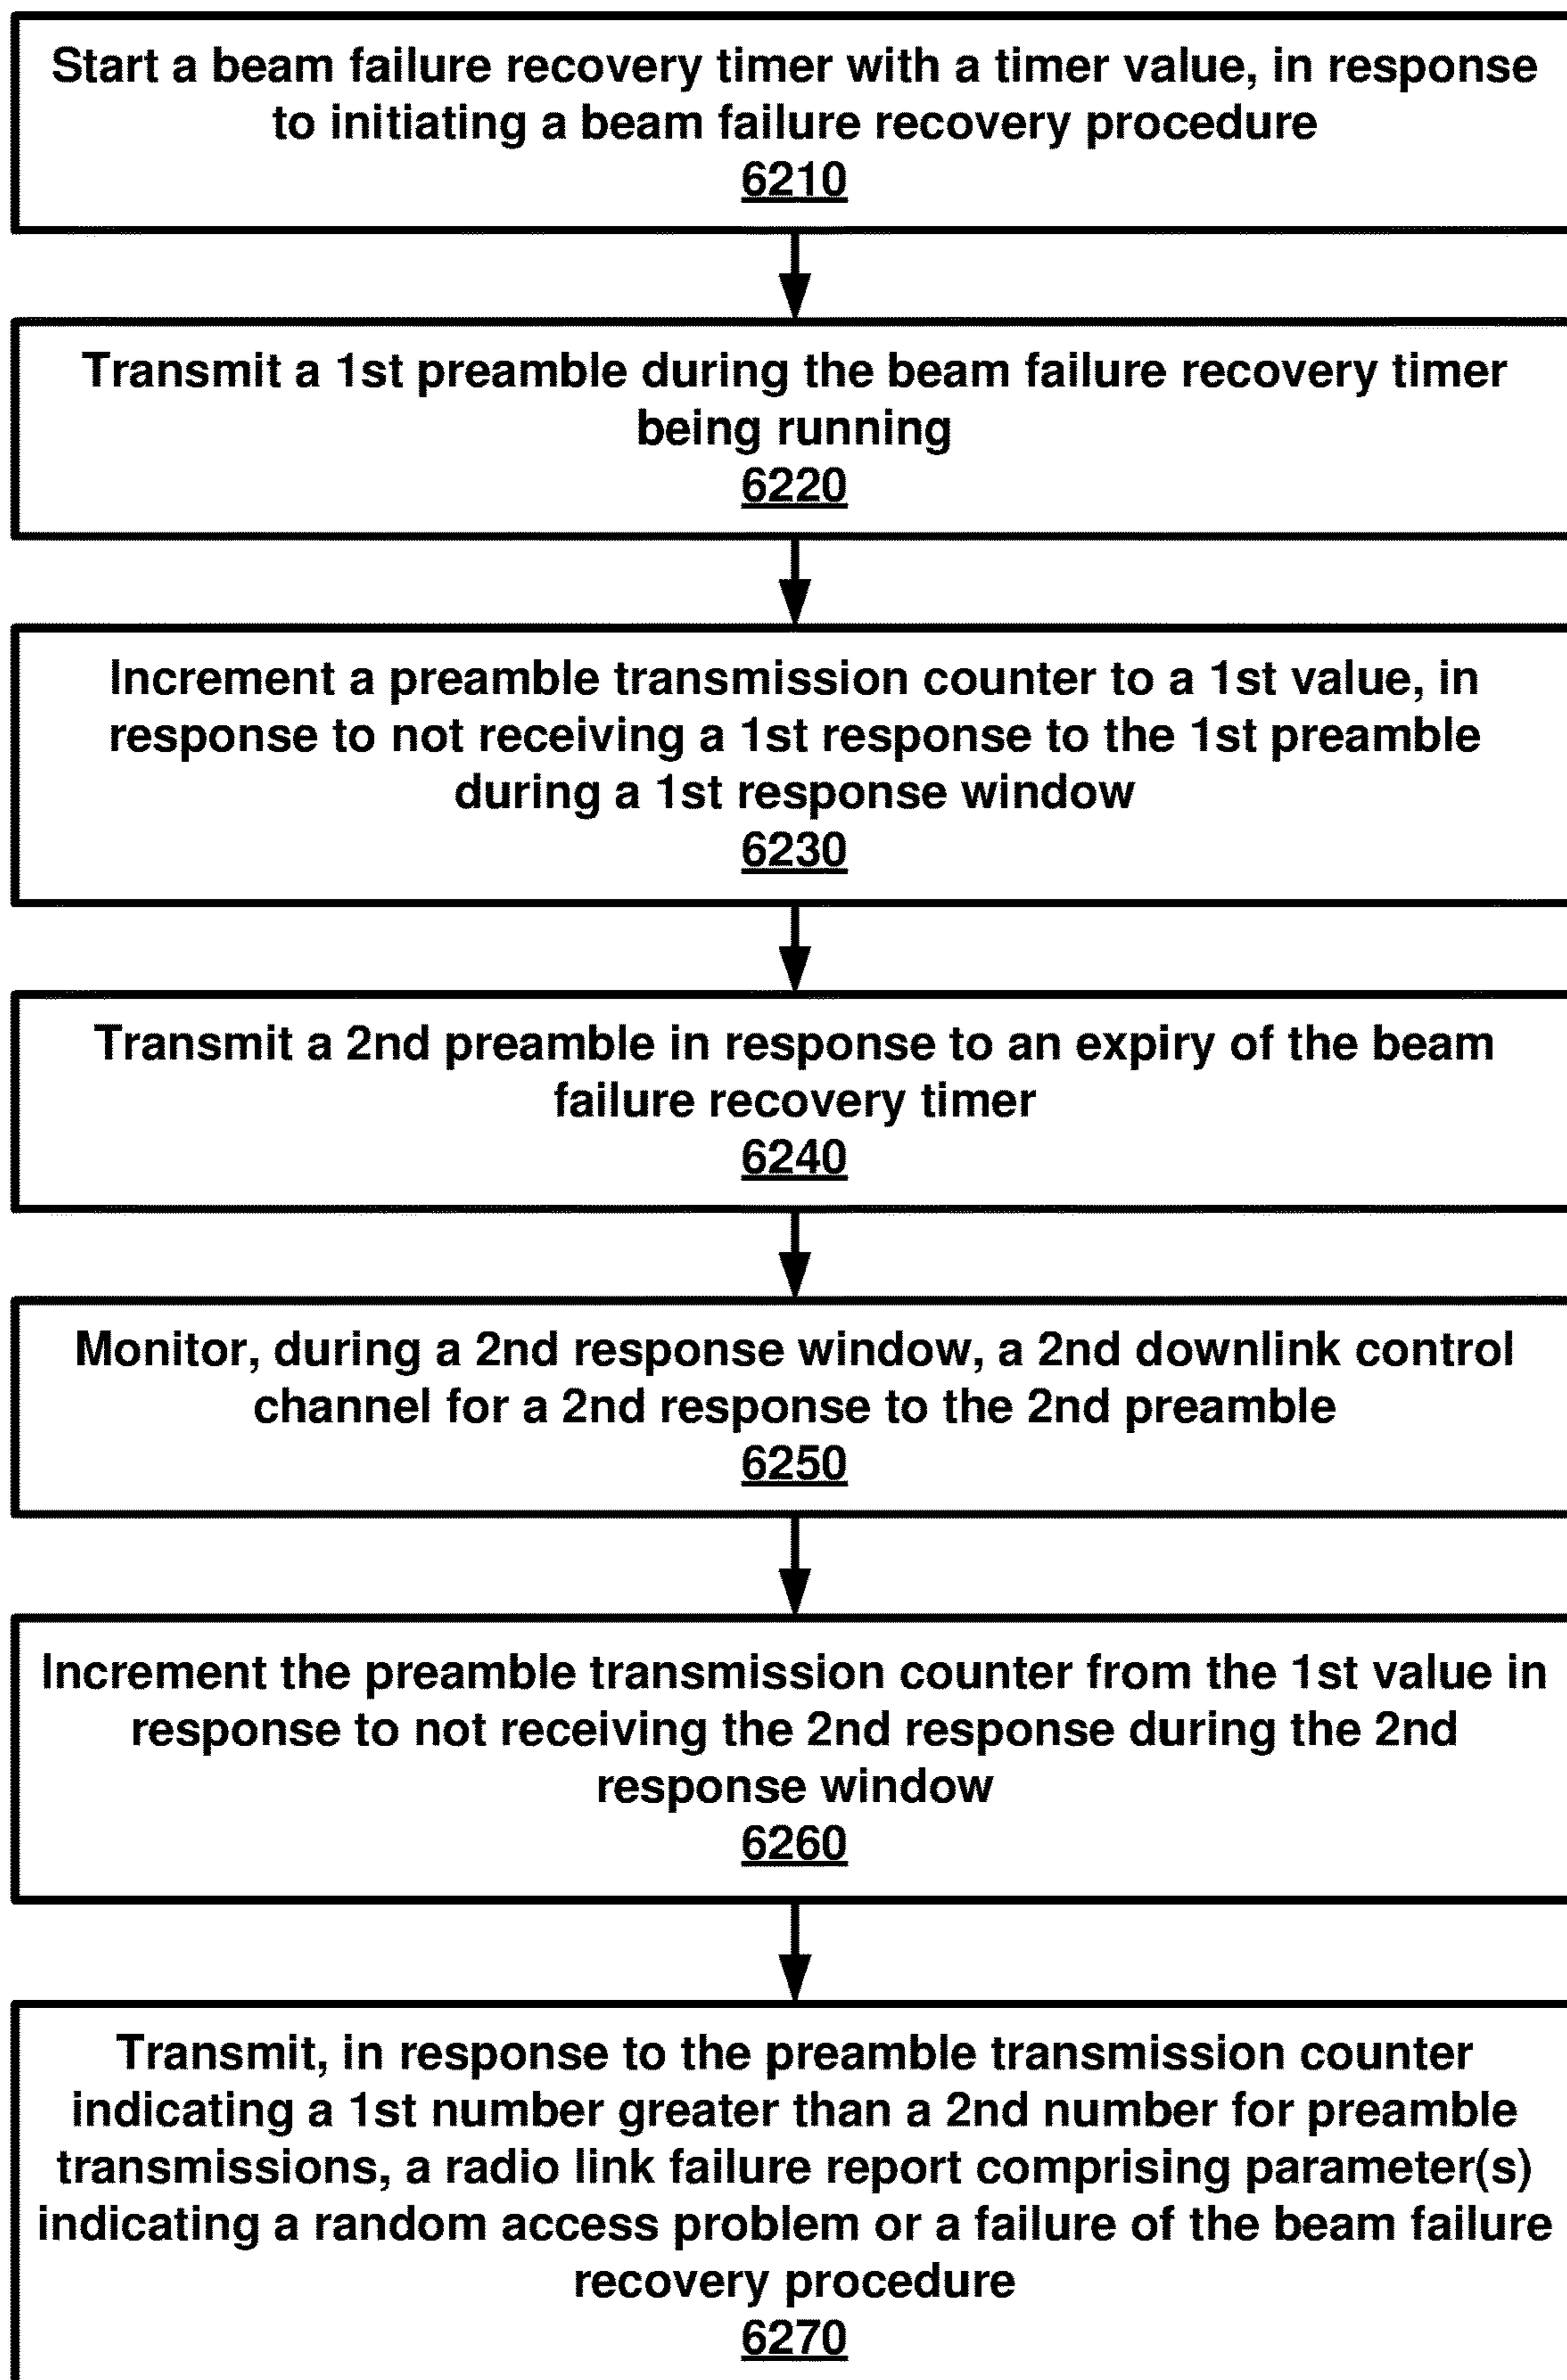 Start a beam failure recovery timer with a timer value, in response
to initiating a beam failure recovery procedure
6210
Transmit a 1st preamble during the beam failure recovery timer
being running
6220
Increment a preamble transmission counter to a 1st value, in
response to not receiving a 1st response to the 1st preamble
during a 1st response window
6230
Transmit a 2nd preamble in response to an expiry of the beam
failure recovery timer
6240
Monitor, during a 2nd response window, a 2nd downlink control
channel for a 2nd response to the 2nd preamble
6250
Increment the preamble transmission counter from the 1st value in
response to not receiving the 2nd response during the 2nd
response window
6260
Transmit, in response to the preamble transmission counter
indicating a 1st number greater than a 2nd number for preamble
transmissions, a radio link failure report comprising parameter(s)
indicating a random access problem or a failure of the beam failure
recovery procedure
6270